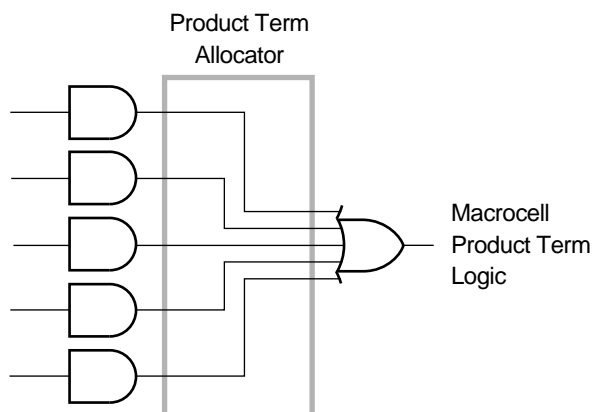 Product Term
Allocator
Macrocell
Product Term
Logic